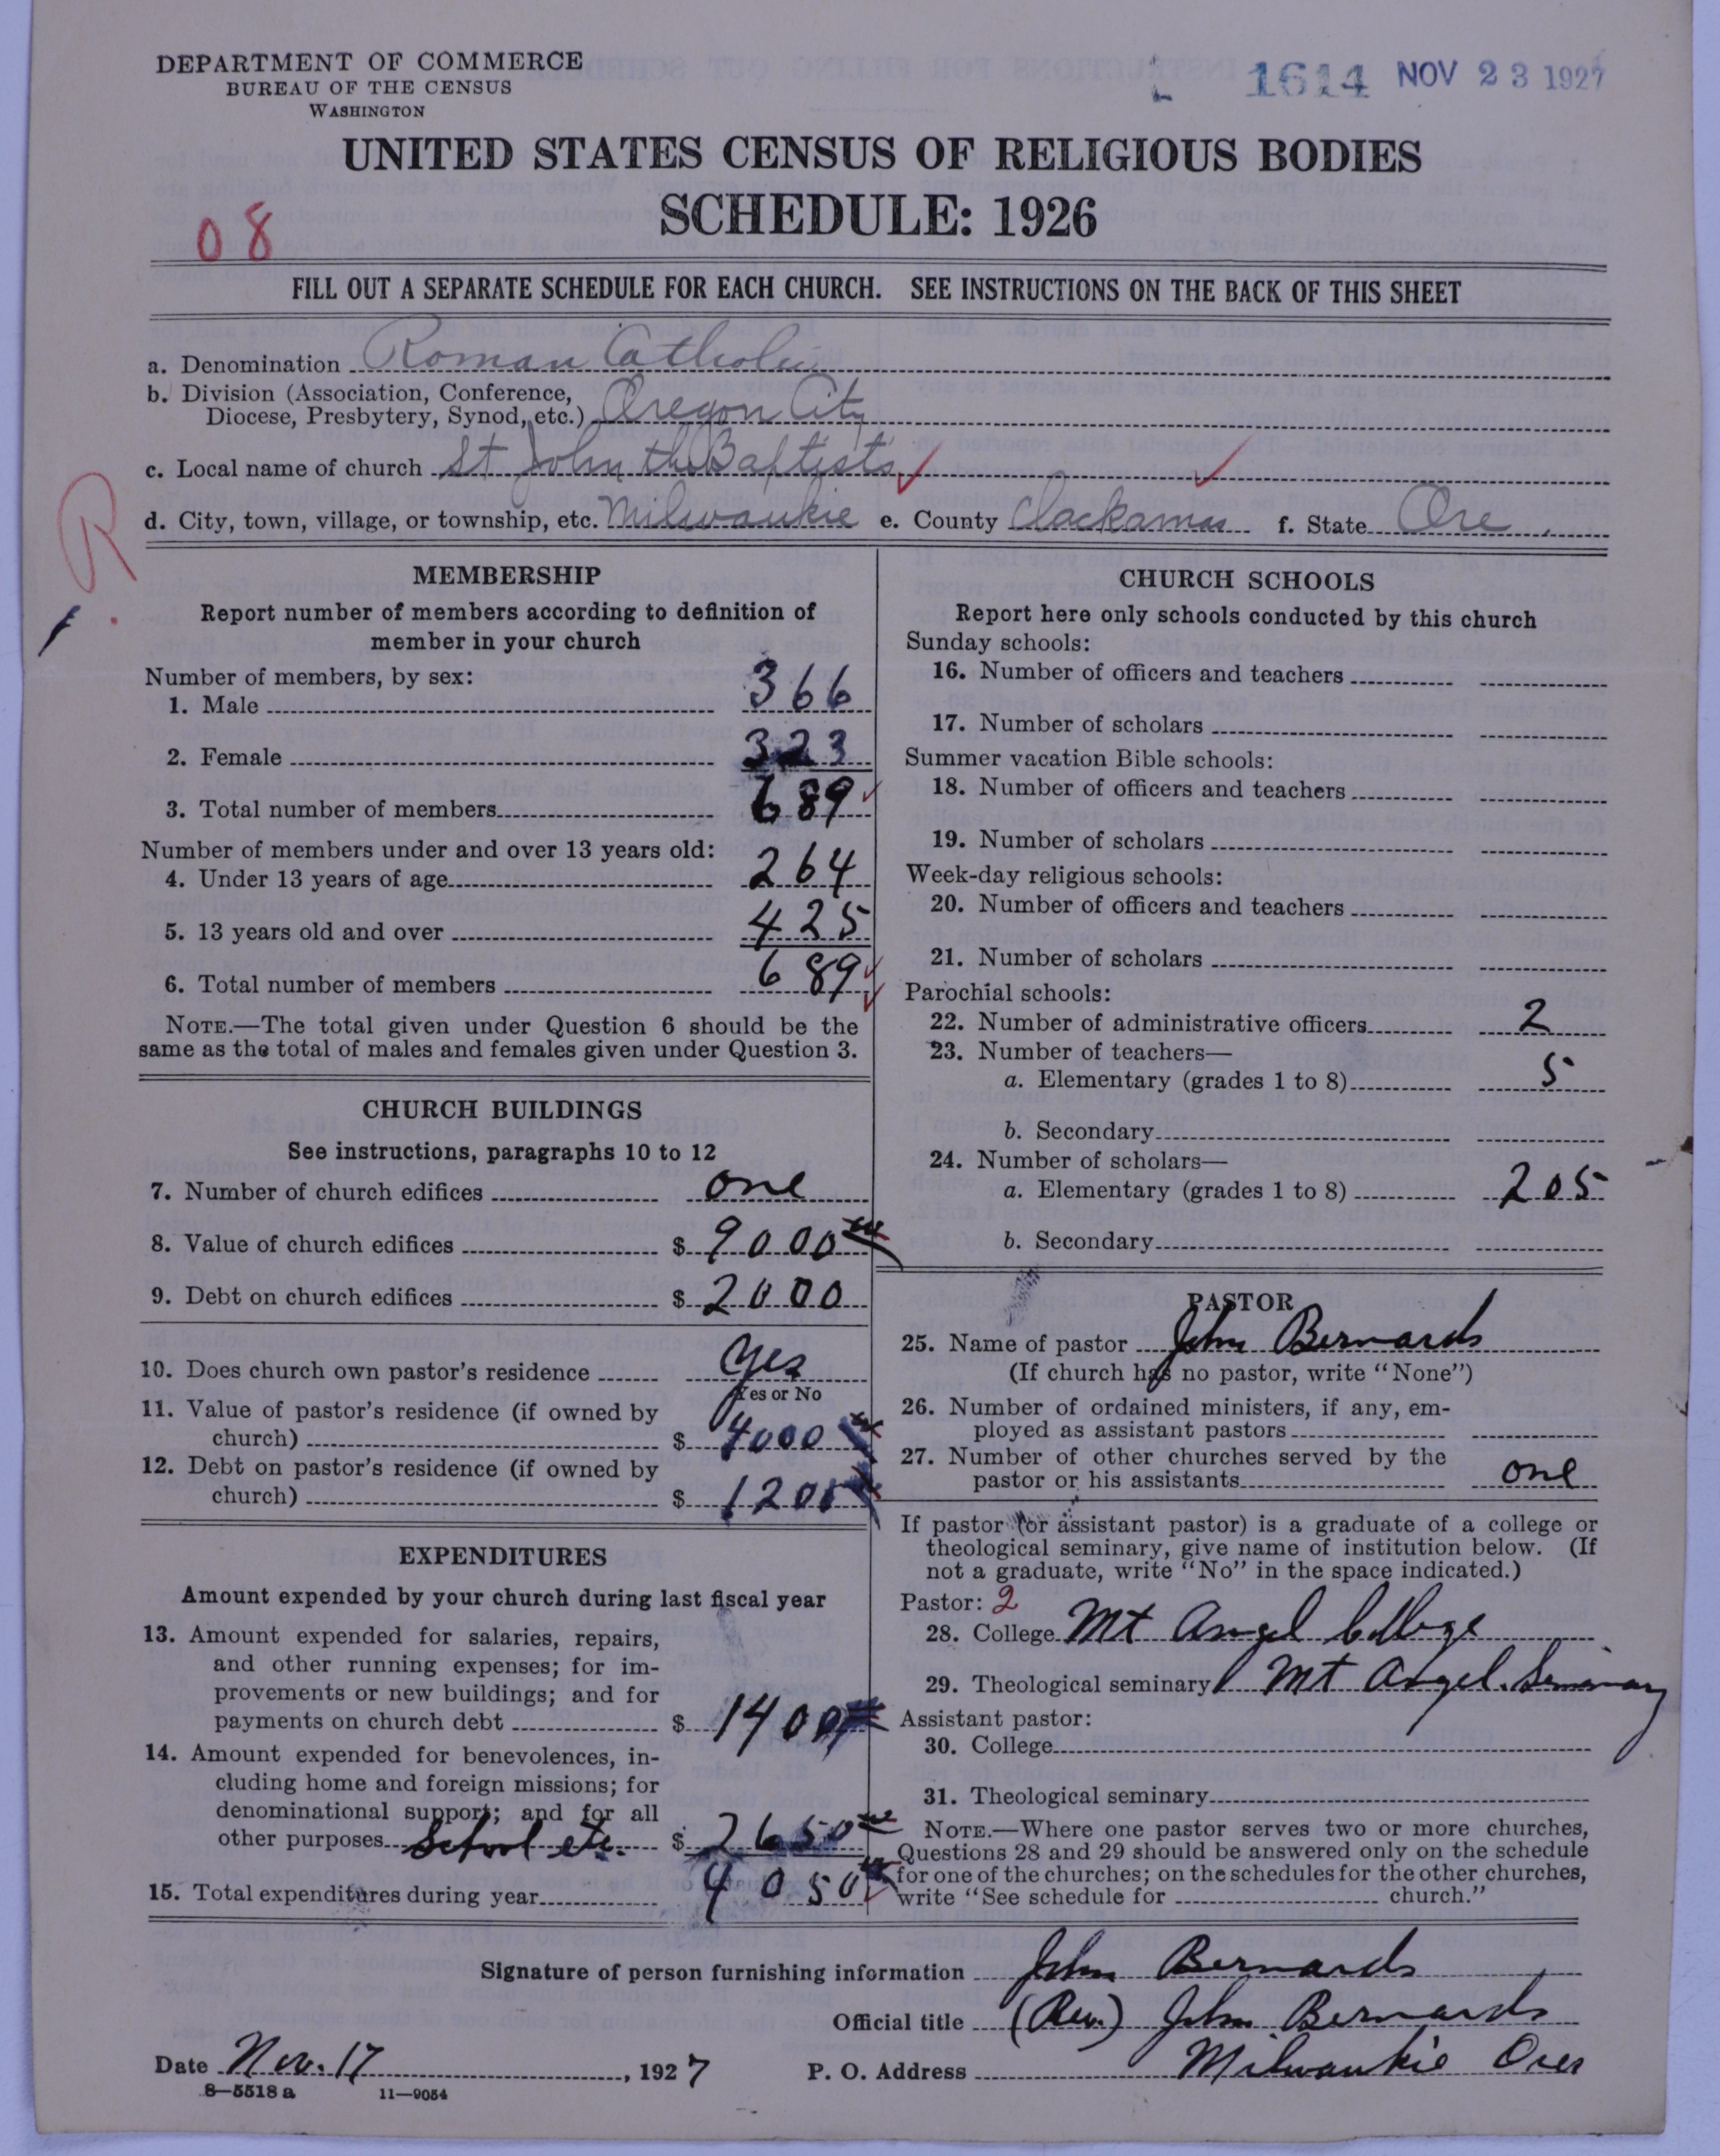 DEPARTMENT OF COMMERCE
BUREAU OF THE CENSUS
WASHINGTON
1614 NOV 23 1927
UNITED STATES CENSUS OF RELIGIOUS BODIES
SCHEDULE: 1926
08
FILL OUT A SEPARATE SCHEDULE FOR EACH CHURCH. SEE INSTRUCTIONS ON THE BACK OF THIS SHEET
a. Denomination Roman Catholic
b. Division (Association, Conference,
Diocese, Presbytery, Synod, etc.) Oregon City
c. Local name of church St John the Baptists
d. City, town, village, or township, etc. Milwaukie e. County Clackamas f. State Ore
R
MEMBERSHIP
Report number of members according to definition of
member in your church
Number of members, by sex:
1. Male 366
2. Female 323
3. Total number of members 689
Number of members under and over 13 years old:
4. Under 13 years of age 264
5. 13 years old and over 425
6. Total number of members 689
NOTE.—The total given under Question 6 should be the
same as the total of males and females given under Question 3.
CHURCH BUILDINGS
See instructions, paragraphs 10 to 12
7. Number of church edifices one
8. Value of church edifices $ 9000
9. Debt on church edifices $ 2000
10. Does church own pastor's residence yes
Yes or No
11. Value of pastor's residence (if owned by
church) $ 4000
12. Debt on pastor's residence (if owned by
church) $ 1200
EXPENDITURES
Amount expended by your church during last fiscal year
13. Amount expended for salaries, repairs,
and other running expenses; for im-
provements or new buildings; and for
payments on church debt $ 1400
14. Amount expended for benevolences, in-
cluding home and foreign missions; for
denominational support; and for all
other purposes School etc. $ 2650
15. Total expenditures during year 4050
CHURCH SCHOOLS
Report here only schools conducted by this church
Sunday schools:
16. Number of officers and teachers
17. Number of scholars
Summer vacation Bible schools:
18. Number of officers and teachers
19. Number of scholars
Week-day religious schools:
20. Number of officers and teachers
21. Number of scholars
Parochial schools:
22. Number of administrative officers 2
23. Number of teachers—
a. Elementary (grades 1 to 8) 5
b. Secondary
24. Number of scholars—
a. Elementary (grades 1 to 8) 205
b. Secondary
PASTOR
25. Name of pastor John Bernards
(If church has no pastor, write "None")
26. Number of ordained ministers, if any, em-
ployed as assistant pastors
27. Number of other churches served by the
pastor or his assistants one
If pastor (or assistant pastor) is a graduate of a college or
theological seminary, give name of institution below. (If
not a graduate, write "No" in the space indicated.)
Pastor: 2
28. College Mt Angel College
29. Theological seminary Mt Angel. Seminary
Assistant pastor:
30. College
31. Theological seminary
NOTE.—Where one pastor serves two or more churches,
Questions 28 and 29 should be answered only on the schedule
for one of the churches; on the schedules for the other churches,
write "See schedule for church."
Signature of person furnishing information John Bernards
Official title (Rev.) John Bernards
Date Nov. 17, 1927 P. O. Address Milwaukie Ore
8—5518 a 11—9054